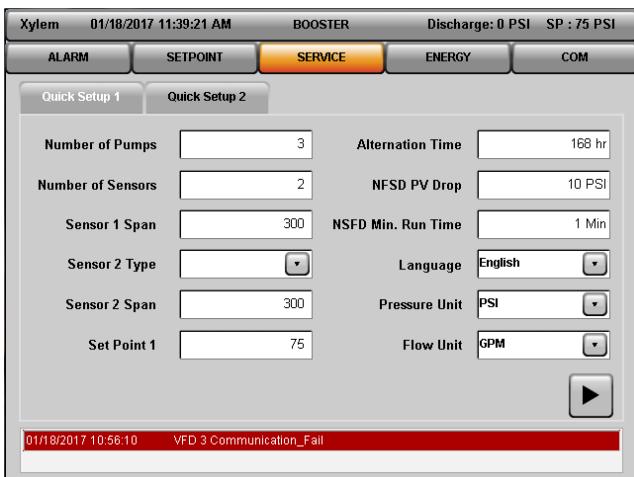 Xylem 01/18/2017 11:39:21 AM BOOSTER Discharge: 0 PSI SP : 75 PSI
ALARM SETPOINT SERVICE ENERGY COM
Quick Setup 1 Quick Setup 2
Number of Pumps 3 Alternation Time 168 hr
Number of Sensors 2 NFSD PV Drop 10 PSI
Sensor 1 Span 300 NSFD Min. Run Time 1 Min
Sensor 2 Type Language English
Sensor 2 Span 300 Pressure Unit PSI
Set Point 1 75 Flow Unit GPM
01/18/2017 10:56:10 VFD 3 Communication_Fail